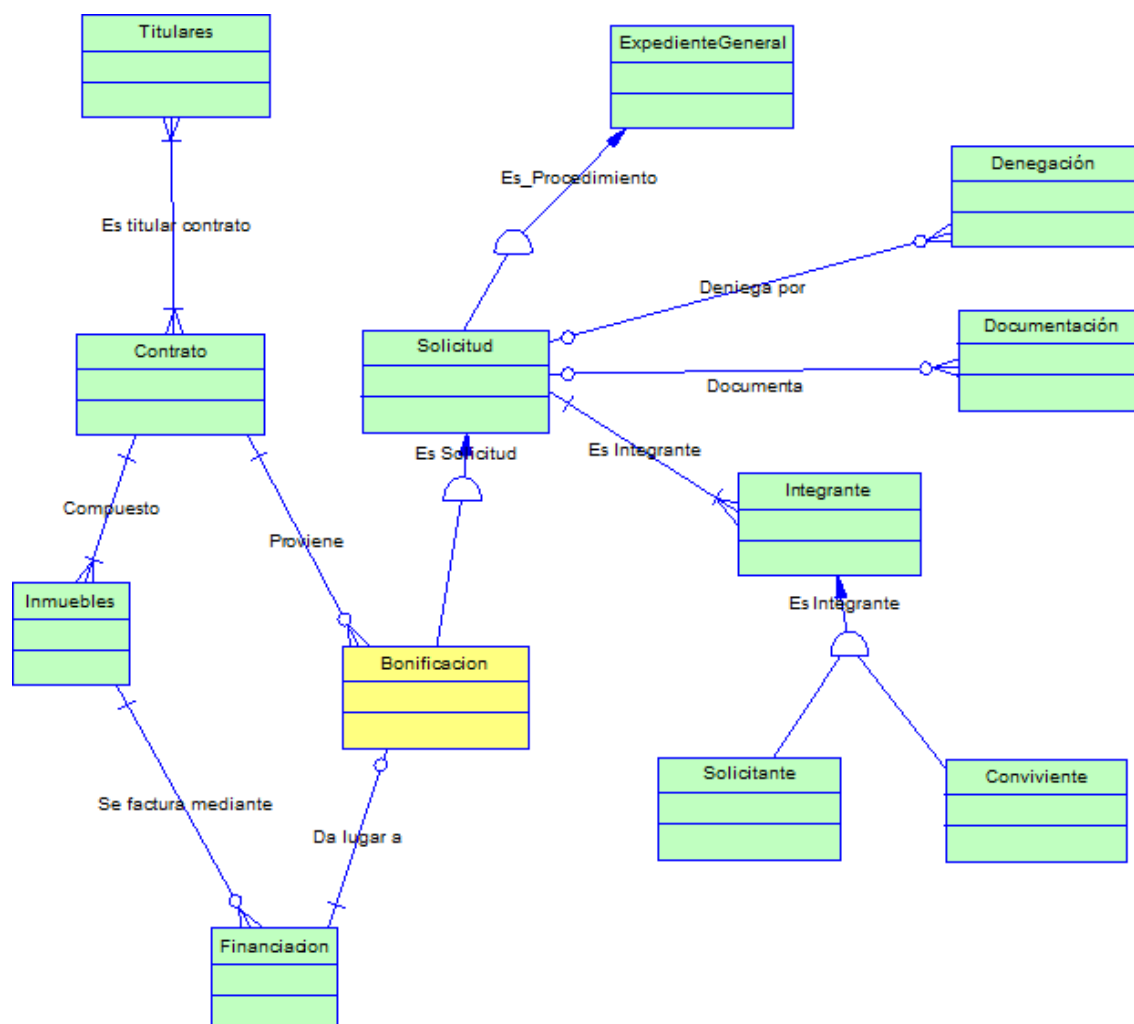 Titulares
ExpedienteGeneral
Denegación
Es_Procedimiento
Es titular contrato
Deniega por
Documentación
Contrato
Solicitud
Documenta
Es Solicitud
Es Integrante
Integrante
Compuesto
Proviene
Inmuebles
Es Integrante
Bonificacion
Solicitante
Conviviente
Se factura mediante
Da lugar a
Financiacion